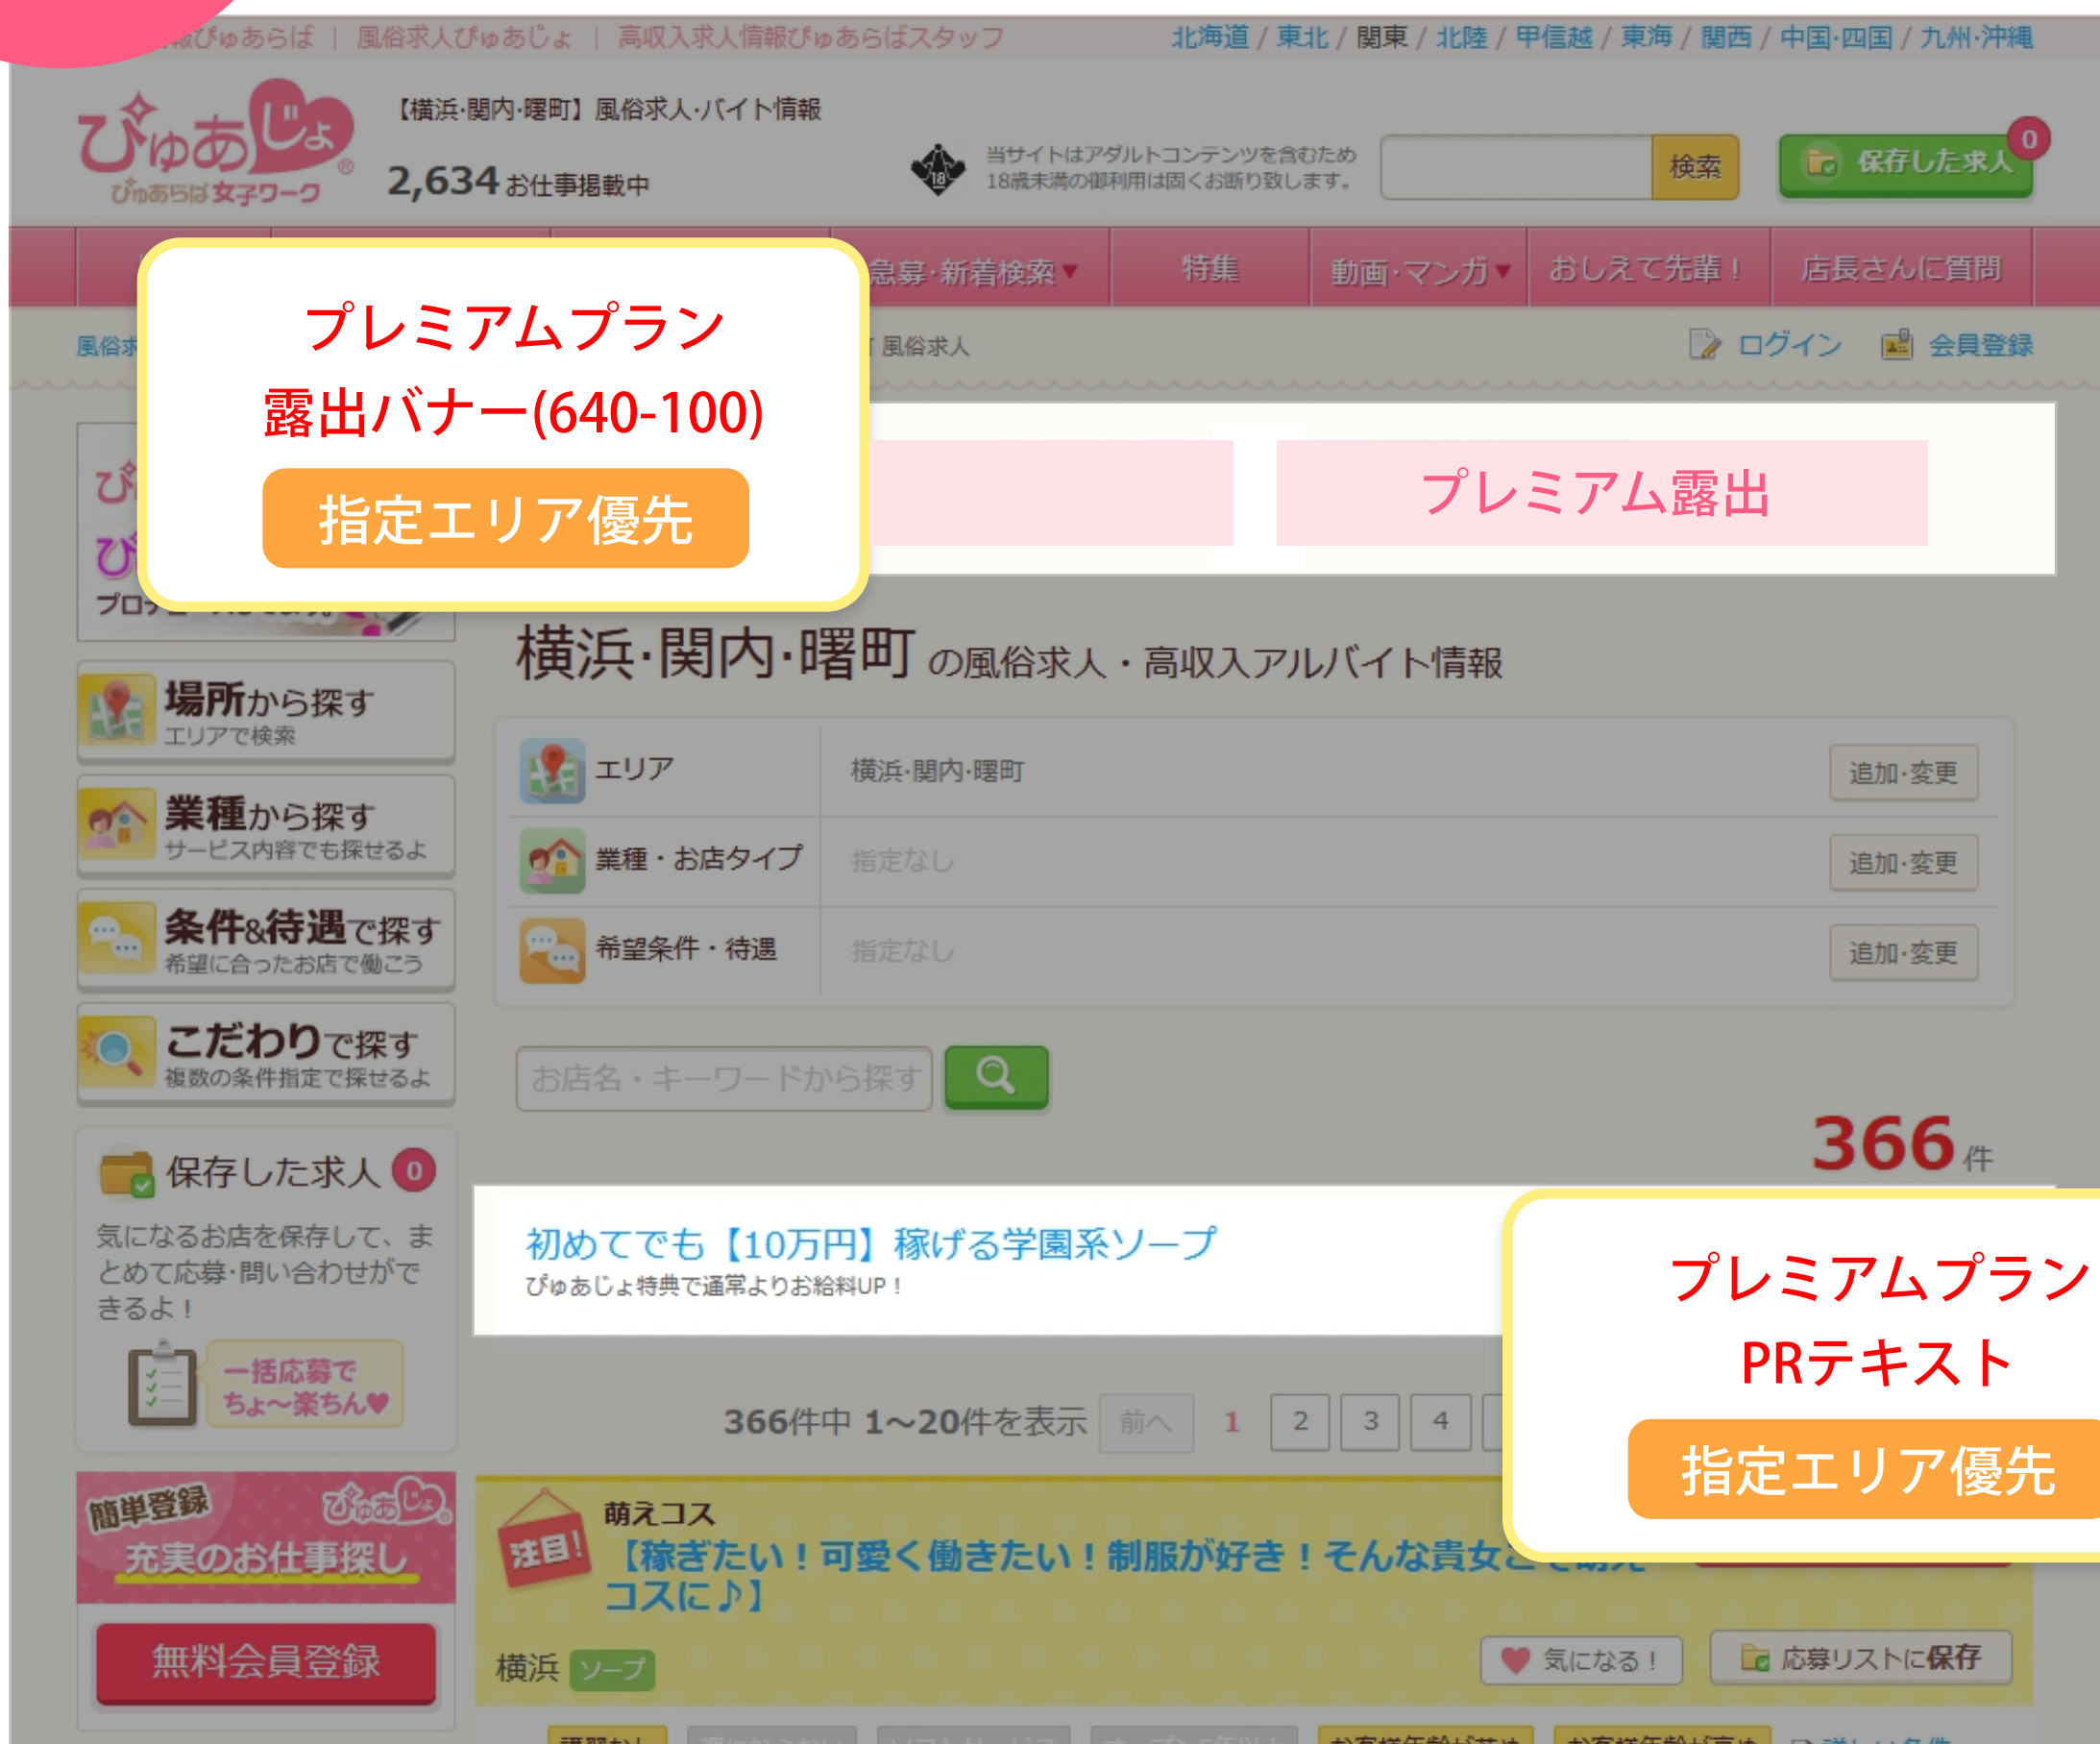 ぴゅあらば | 風俗求人ぴゅあじょ | 高収入求人情報ぴゅあらばスタッフ
北海道 / 東北 / 関東 / 北陸 / 甲信越 / 東海 / 関西 / 中国·四国 / 九州·沖縄
ぴゅあじょ®
ぴゅあらば 女子ワーク
【横浜·関内·曙町】風俗求人·バイト情報
2,634 お仕事掲載中
18
当サイトはアダルトコンテンツを含むため
18歳未満の御利用は固くお断り致します。
検索
保存した求人
0
急募·新着検索▼
特集
動画·マンガ▼
おしえて先輩！
店長さんに質問
プレミアムプラン
露出バナー(640-100)
指定エリア優先
風俗求人
ログイン
会員登録
プレミアム露出
横浜·関内·曙町 の風俗求人・高収入アルバイト情報
場所から探す
エリアで検索
業種から探す
サービス内容でも探せるよ
条件&待遇で探す
希望に合ったお店で働こう
こだわりで探す
複数の条件指定で探せるよ
エリア
横浜·関内·曙町
追加·変更
業種・お店タイプ
指定なし
追加·変更
希望条件・待遇
指定なし
追加·変更
お店名・キーワードから探す
366 件
保存した求人 0
気になるお店を保存して、ま
とめて応募·問い合わせがで
きるよ！
一括応募で
ちょ～楽ちん♥
初めてでも【10万円】稼げる学園系ソープ
ぴゅあじょ特典で通常よりお給料UP！
プレミアムプラン
PRテキスト
指定エリア優先
366件中 1～20件を表示 前へ 1 2 3 4
簡単登録
ぴゅあじょ
充実のお仕事探し
無料会員登録
注目!
萌えコス
【稼ぎたい！可愛く働きたい！制服が好き！そんな貴女こそ萌え
コスに♪】
横浜 ソープ
気になる！
応募リストに保存